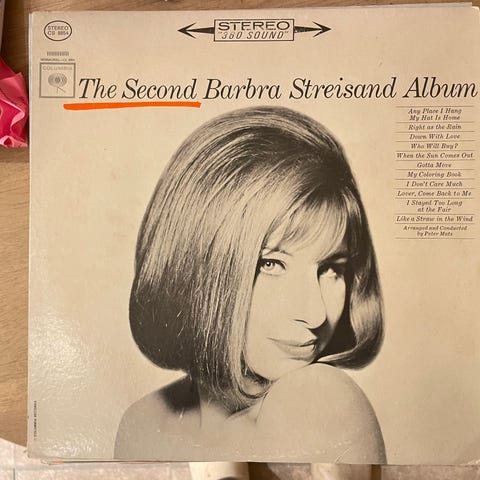 STEREO
CS 8854
STEREO
"360 SOUND"
COLUMBIA
The Second Barbra Streisand Album
Any Place I Hang
My Hat Is Home
Right as the Rain
Down With Love
Who Will Buy?
When the Sun Comes Out
Gotta Move
My Coloring Book
I Don't Care Much
Lover, Come Back to Me
I Stayed Too Long
at the Fair
Like a Straw in the Wind
Arranged and Conducted
by Peter Matz